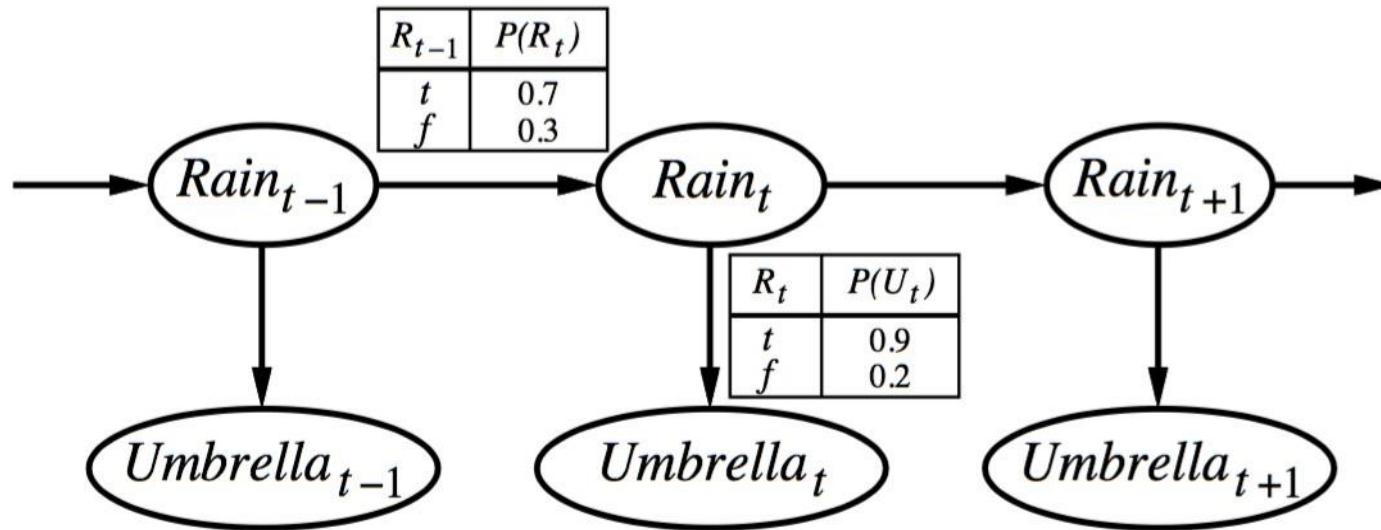 R_{t-1} P(R_t)
t 0.7
f 0.3
Rain_{t-1} Rain_t Rain_{t+1}
R_t P(U_t)
t 0.9
f 0.2
Umbrella_{t-1} Umbrella_t Umbrella_{t+1}